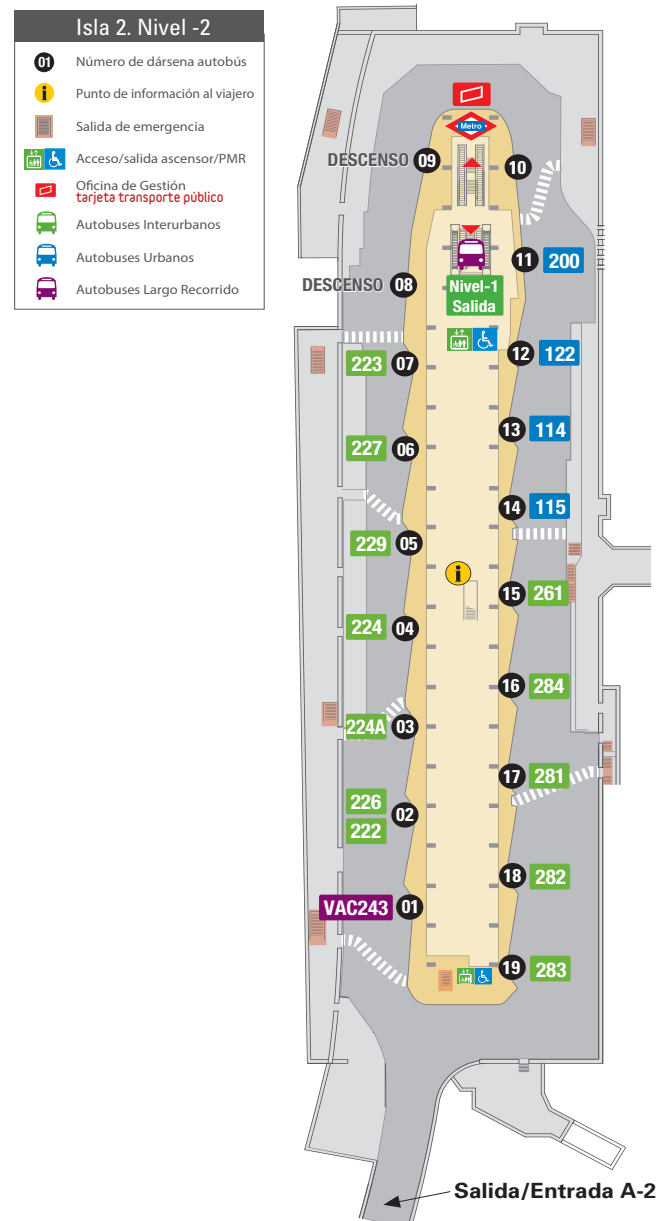 Isla 2. Nivel -2
01 Número de dársena autobús
i Punto de información al viajero
Salida de emergencia
Acceso/salida ascensor/PMR
Oficina de Gestión
tarjeta transporte público
Autobuses Interurbanos
Autobuses Urbanos
Autobuses Largo Recorrido
Metro
DESCENSO 09
10
11 200
DESCENSO 08
Nivel-1
Salida
12 122
223 07
13 114
227 06
14 115
229 05
i
15 261
224 04
16 284
224A 03
17 281
226
02
222
18 282
VAC243 01
19 283
Salida/Entrada A-2